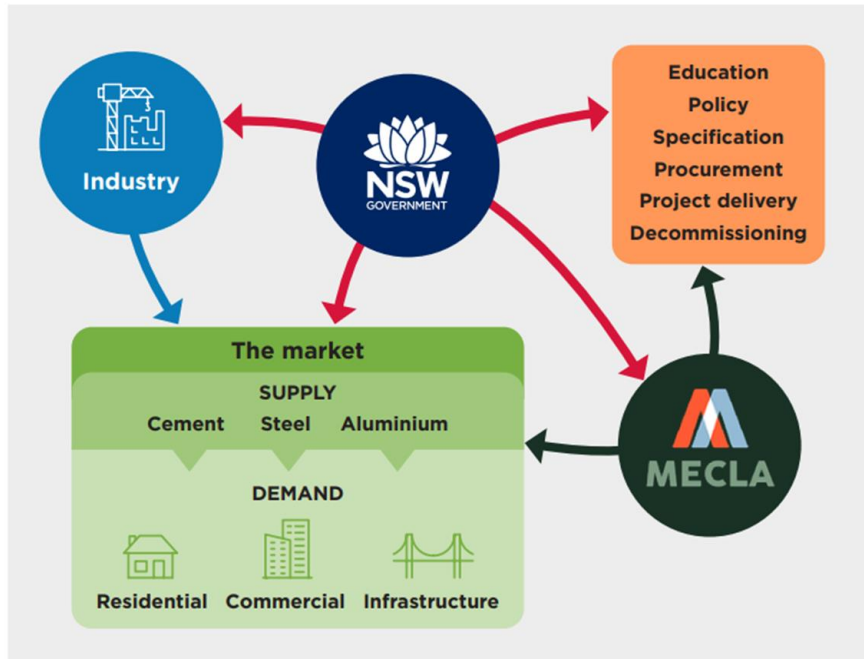 Industry
NSW
GOVERNMENT
Education
Policy
Specification
Procurement
Project delivery
Decommissioning
The market
SUPPLY
Cement Steel Aluminium
DEMAND
Residential Commercial Infrastructure
MECLA